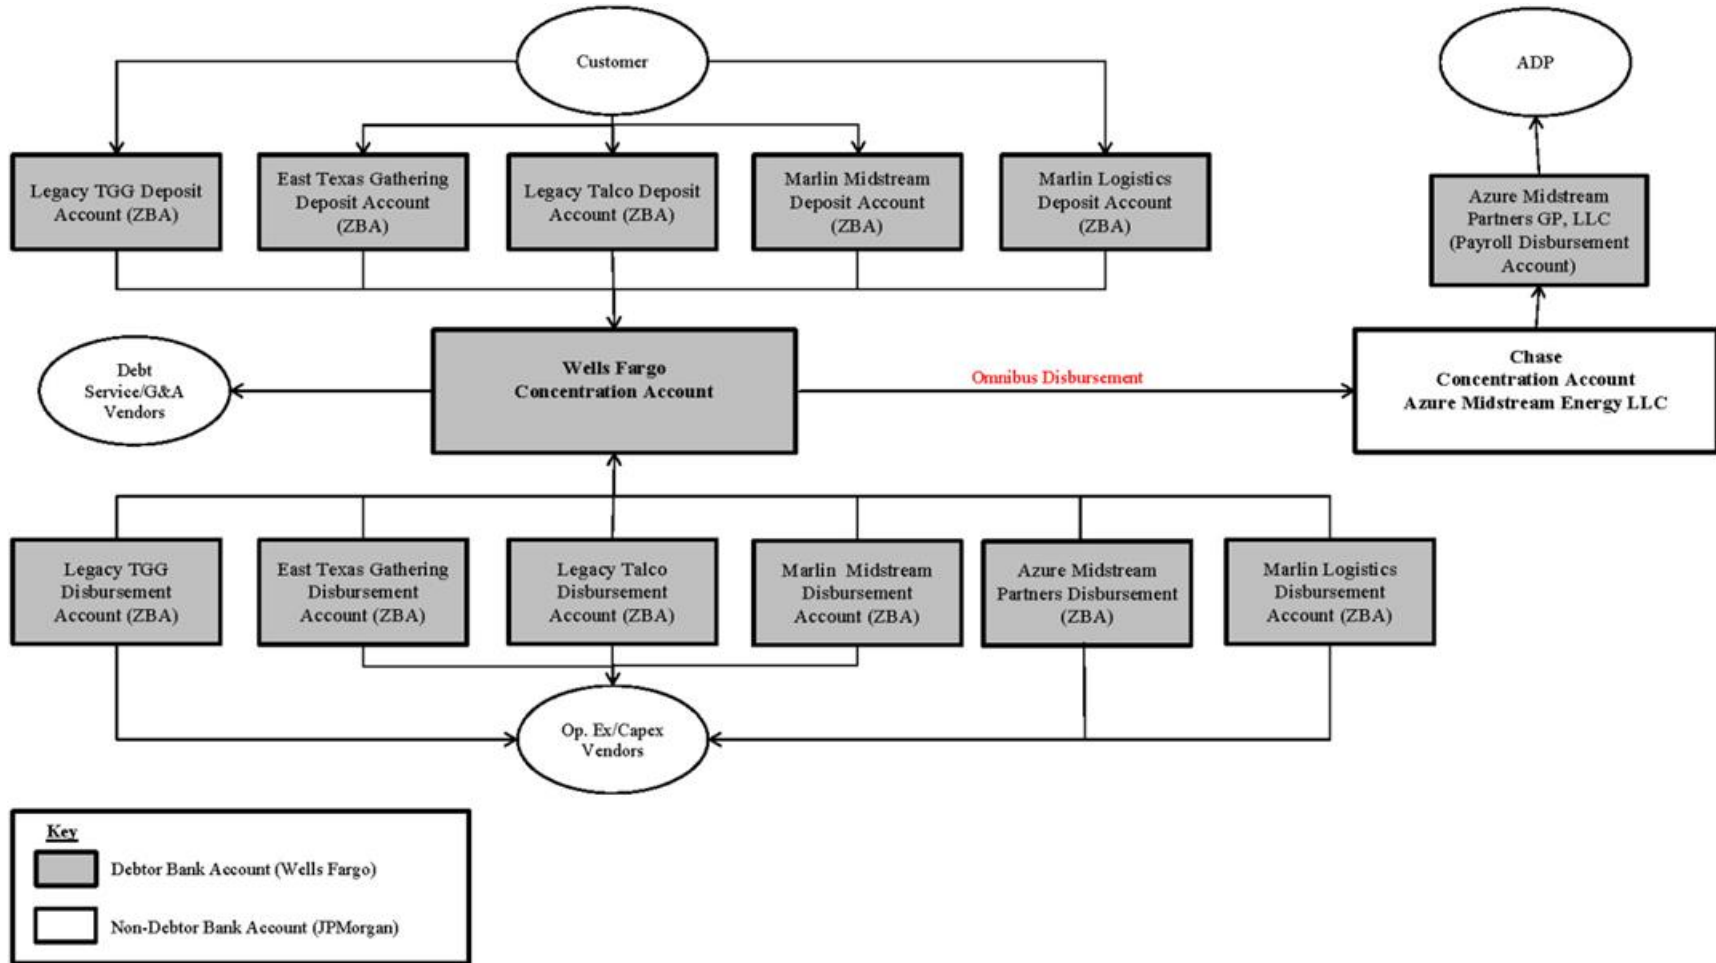 Customer
ADP
Legacy TGG Deposit
Account (ZBA)
East Texas Gathering
Deposit Account
(ZBA)
Legacy Talco Deposit
Account (ZBA)
Marlin Midstream
Deposit Account
(ZBA)
Marlin Logistics
Deposit Account
(ZBA)
Azure Midstream
Partners GP, LLC
(Payroll Disbursement
Account)
Debt
Service/G&A
Vendors
Wells Fargo
Concentration Account
Omnibus Disbursement
Chase
Concentration Account
Azure Midstream Energy LLC
Legacy TGG
Disbursement
Account (ZBA)
East Texas Gathering
Disbursement
Account (ZBA)
Legacy Talco
Disbursement
Account (ZBA)
Marlin Midstream
Disbursement
Account (ZBA)
Azure Midstream
Partners Disbursement
(ZBA)
Marlin Logistics
Disbursement
Account (ZBA)
Op. Ex/Capex
Vendors
Key
Debtor Bank Account (Wells Fargo)
Non-Debtor Bank Account (JPMorgan)